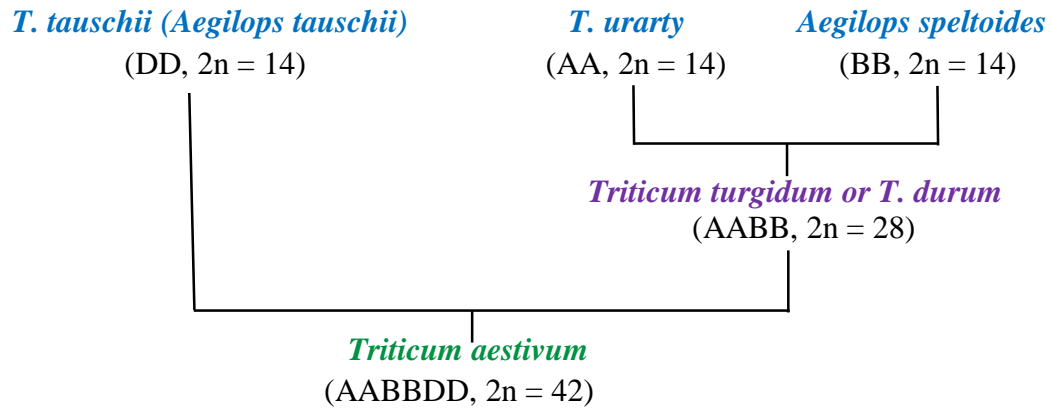 T. tauschii (Aegilops tauschii) T. urarty Aegilops speltoides
(DD, 2n = 14) (AA, 2n = 14) (BB, 2n = 14)
Triticum turgidum or T. durum
(AABB, 2n = 28)
Triticum aestivum
(AABBDD, 2n = 42)